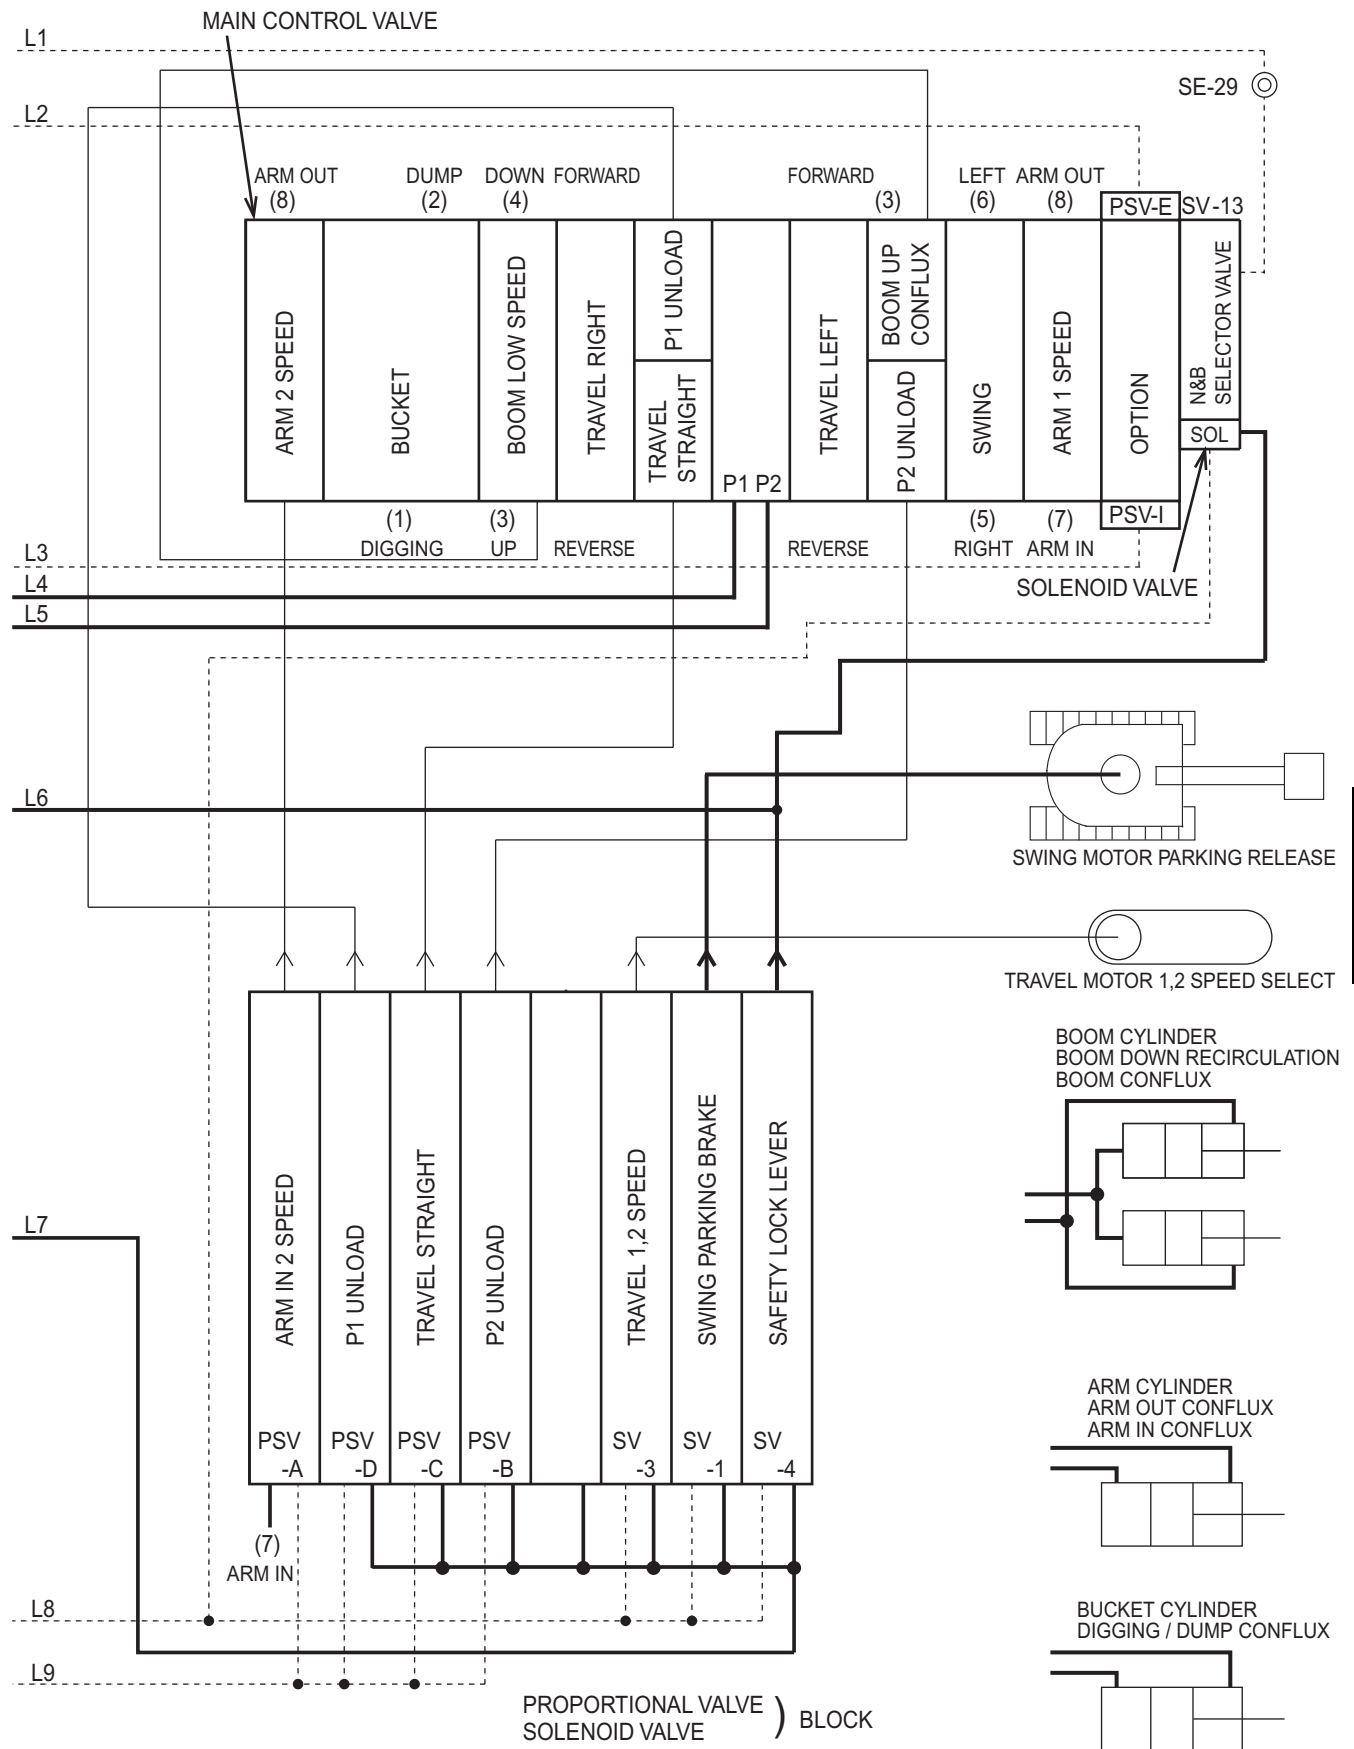 MAIN CONTROL VALVE
L1
SE-29
L2
ARM OUT
(8)
DUMP
(2)
DOWN
(4)
FORWARD
FORWARD
(3)
LEFT
(6)
ARM OUT
(8)
PSV-E
SV-13
ARM 2 SPEED
BUCKET
BOOM LOW SPEED
TRAVEL RIGHT
P1 UNLOAD
TRAVEL
STRAIGHT
P1 P2
TRAVEL LEFT
BOOM UP
CONFLUX
P2 UNLOAD
SWING
ARM 1 SPEED
OPTION
N&B
SELECTOR VALVE
SOL
PSV-I
(1)
DIGGING
(3)
UP
REVERSE
REVERSE
(5)
RIGHT
(7)
ARM IN
L3
L4
L5
SOLENOID VALVE
L6
SWING MOTOR PARKING RELEASE
TRAVEL MOTOR 1,2 SPEED SELECT
BOOM CYLINDER
BOOM DOWN RECIRCULATION
BOOM CONFLUX
L7
ARM IN 2 SPEED
P1 UNLOAD
TRAVEL STRAIGHT
P2 UNLOAD
TRAVEL 1,2 SPEED
SWING PARKING BRAKE
SAFETY LOCK LEVER
PSV
-A
PSV
-D
PSV
-C
PSV
-B
SV
-3
SV
-1
SV
-4
ARM CYLINDER
ARM OUT CONFLUX
ARM IN CONFLUX
(7)
ARM IN
L8
L9
BUCKET CYLINDER
DIGGING / DUMP CONFLUX
PROPORTIONAL VALVE
SOLENOID VALVE
) BLOCK